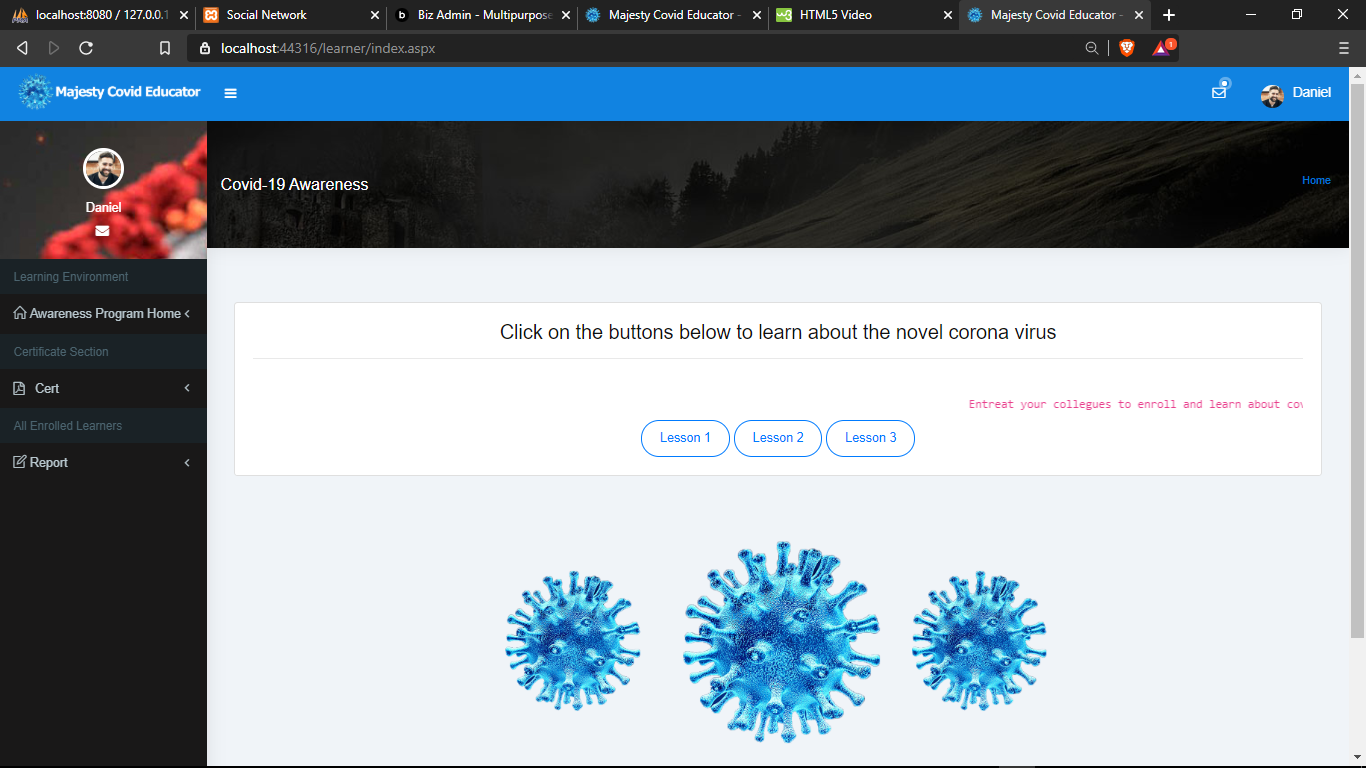 localhost:8080 / 127.0.0.1
Social Network
Biz Admin - Multipurpose
Majesty Covid Educator -
HTML5 Video
Majesty Covid Educator -
localhost:44316/learner/index.aspx
1
Majesty Covid Educator
Daniel
Daniel
Covid-19 Awareness
Home
Learning Environment
Awareness Program Home
Certificate Section
Cert
All Enrolled Learners
Report
Click on the buttons below to learn about the novel corona virus
Entreat your collegues to enroll and learn about cov
Lesson 1
Lesson 2
Lesson 3